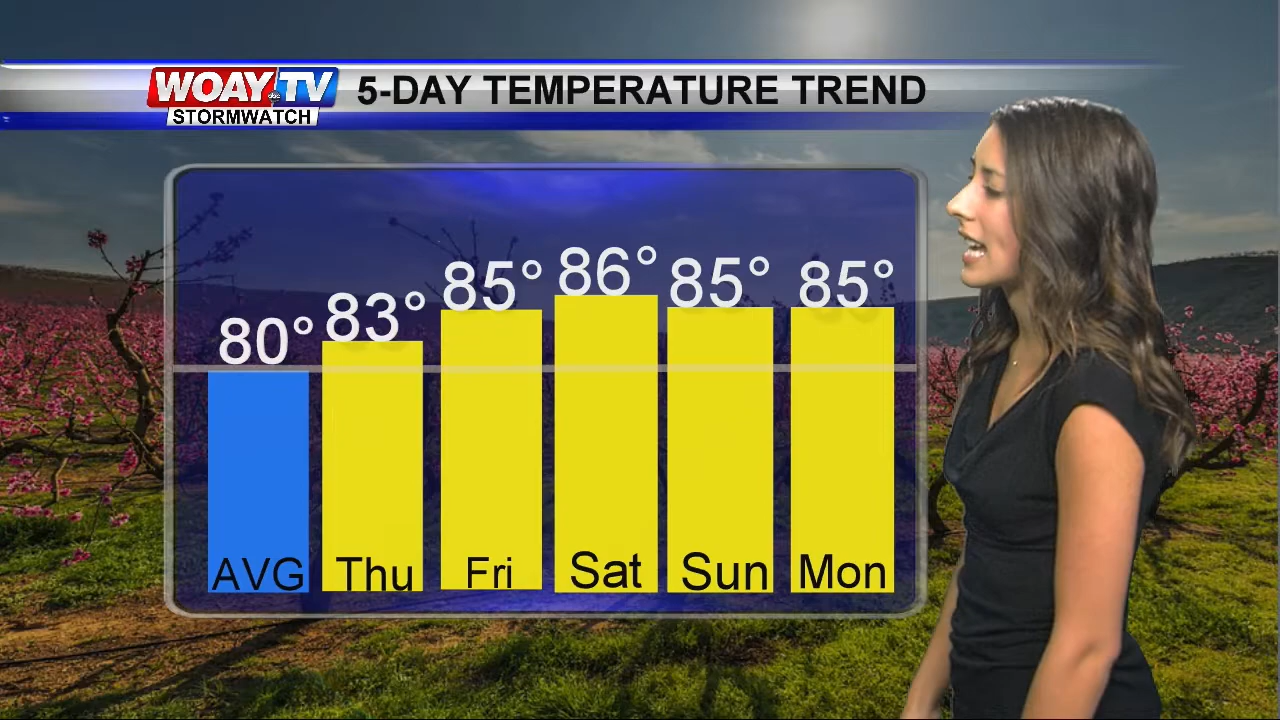 WOAY TV
STORMWATCH
5-DAY TEMPERATURE TREND
80° 83° 85° 86° 85° 85°
AVG Thu Fri Sat Sun Mon